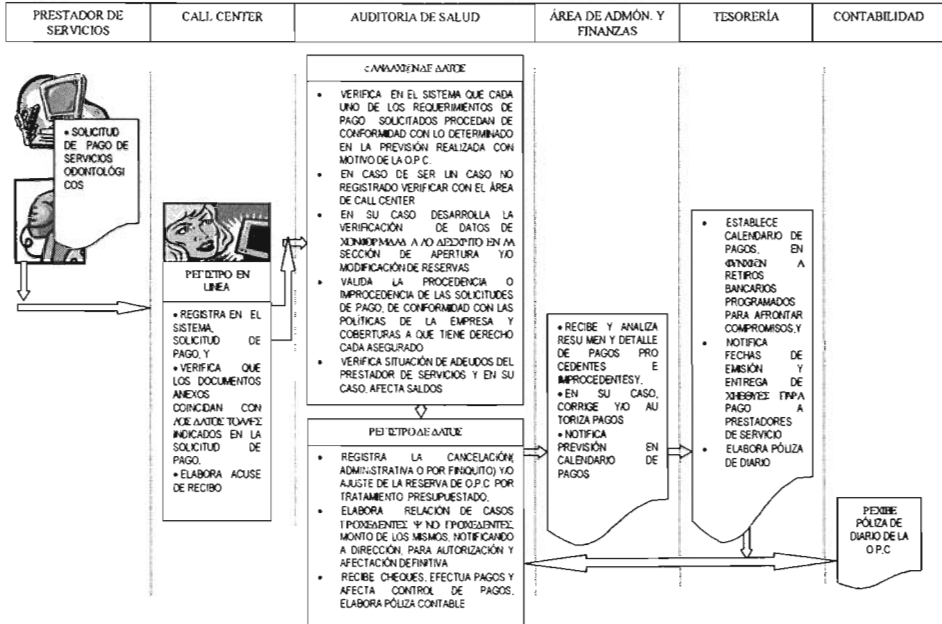 PRESTADOR DE
SERVICIOS
CALL CENTER
AUDITORIA DE SALUD
ÁREA DE ADMÓN. Y
FINANZAS
TESORERÍA
CONTABILIDAD
• SOLICITUD
DE PAGO DE
SERVICIOS
ODONTOLÓGI
COS
EN
LINEA
• REGISTRA EN EL
SISTEMA,
SOLICITUD DE
PAGO, Y
• VERIFICA QUE
LOS DOCUMENTOS
ANEXOS
COINCIDAN CON
INDICADOS EN LA
SOLICITUD DE
PAGO.
• ELABORA ACUSE
DE RECIBO
• VERIFICA EN EL SISTEMA QUE CADA
UNO DE LOS REQUERIMIENTOS DE
PAGO SOLICITADOS PROCEDAN DE
CONFORMIDAD CON LO DETERMINADO
EN LA PREVISIÓN REALIZADA CON
MOTIVO DE LA O.P.C.
• EN CASO DE SER UN CASO NO
REGISTRADO VERIFICAR CON EL ÁREA
DE CALL CENTER
• EN SU CASO DESARROLLA LA
VERIFICACIÓN DE DATOS DE
EN
SECCIÓN DE APERTURA Y/O
MODIFICACIÓN DE RESERVAS
• VALIDA LA PROCEDENCIA O
IMPROCEDENCIA DE LAS SOLICITUDES
DE PAGO, DE CONFORMIDAD CON LAS
POLÍTICAS DE LA EMPRESA Y
COBERTURAS A QUE TIENE DERECHO
CADA ASEGURADO
• VERIFICA SITUACIÓN DE ADEUDOS DEL
PRESTADOR DE SERVICIOS Y EN SU
CASO, AFECTA SALDOS
• REGISTRA LA CANCELACIÓN(
ADMINISTRATIVA O POR FINIQUITO) Y/O
AJUSTE DE LA RESERVA DE O.P.C POR
TRATAMIENTO PRESUPUESTADO,
• ELABORA RELACIÓN DE CASOS
NO
MONTO DE LOS MISMOS, NOTIFICANDO
A DIRECCIÓN, PARA AUTORIZACIÓN Y
AFECTACIÓN DEFINITIVA
• RECIBE CHEQUES, EFECTUA PAGOS Y
AFECTA CONTROL DE PAGOS,
ELABORA PÓLIZA CONTABLE
• RECIBE Y ANALIZA
RESU MEN Y DETALLE
DE PAGOS PRO
CEDENTES E
IMPROCEDENTESY,
• EN SU CASO,
CORRIGE Y/O AU
TORIZA PAGOS
• NOTIFICA
PREVISIÓN EN
CALENDARIO DE
PAGOS
• ESTABLECE
CALENDARIO DE
PAGOS, EN
A
RETIROS
BANCARIOS
PROGRAMADOS
PARA AFRONTAR
COMPROMISOS,Y
• NOTIFICA
FECHAS DE
EMISIÓN Y
ENTREGA DE
PAGO A
PRESTADORES
DE SERVICIO
• ELABORA PÓLIZA
DE DIARIO
PÓLIZA DE
DIARIO DE LA
O.P.C